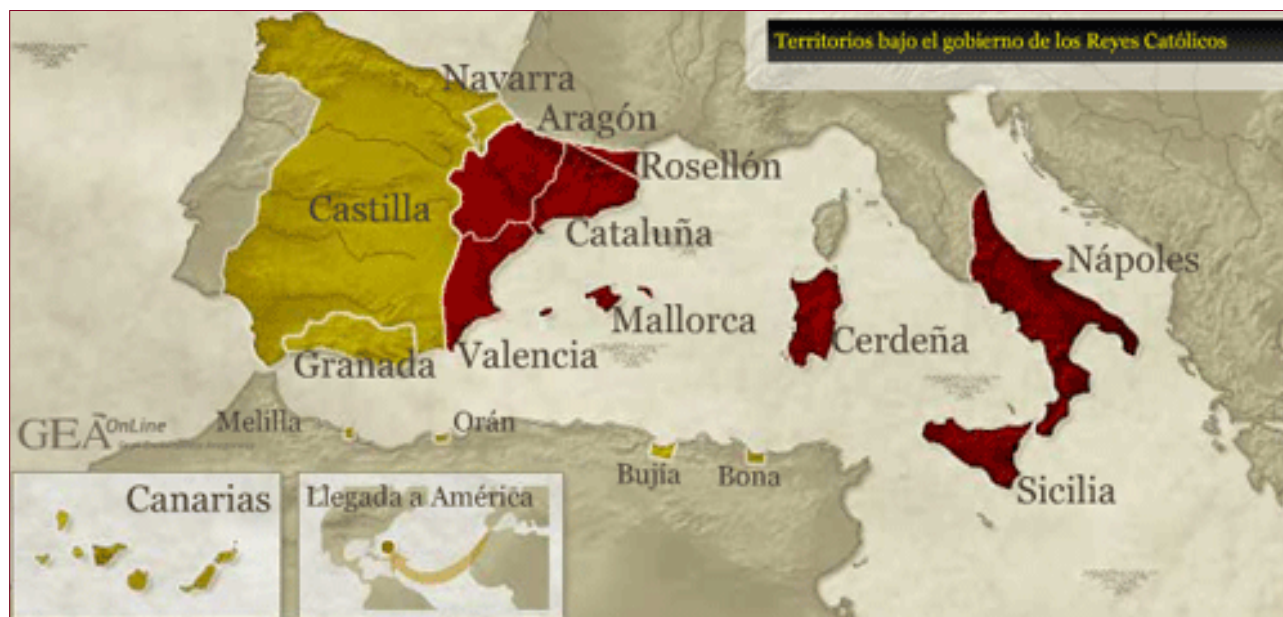 Territorios bajo el gobierno de los Reyes Católicos
Navarra
Aragón
Rosellón
Castilla
Cataluña
Nápoles
Mallorca
Cerdeña
Granada
Valencia
Melilla
Orán
GEA OnLine
Bujía
Bona
Sicilia
Canarias
Llegada a América